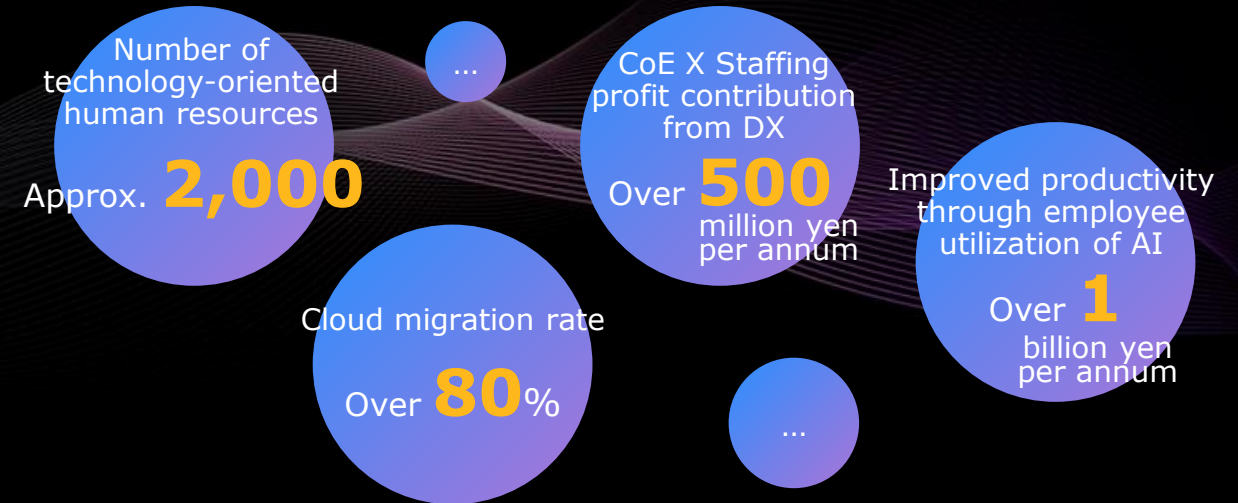 Number of
technology-oriented
human resources
Approx. 2,000
...
CoE X Staffing
profit contribution
from DX
Over 500
million yen
per annum
Improved productivity
through employee
utilization of AI
Over 1
billion yen
per annum
Cloud migration rate
Over 80%
...